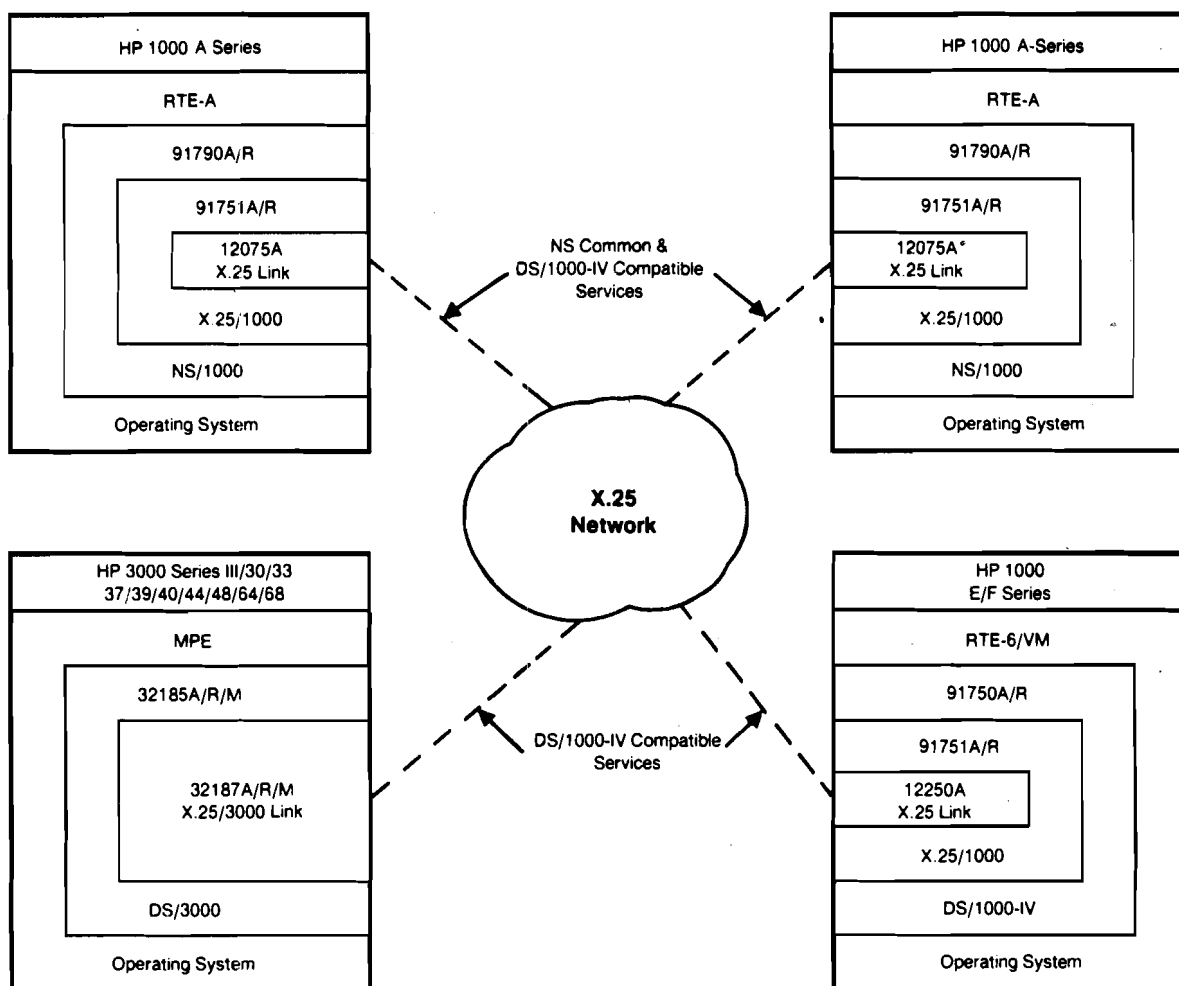 HP 1000 A Series
RTE-A
91790A/R
91751A/R
12075A
X.25 Link
X.25/1000
NS/1000
Operating System
HP 1000 A-Series
RTE-A
91790A/R
91751A/R
12075A*
X.25 Link
X.25/1000
NS/1000
Operating System
NS Common &
DS/1000-IV Compatible
Services
X.25
Network
HP 3000 Series III/30/33
37/39/40/44/48/64/68
MPE
32185A/R/M
32187A/R/M
X.25/3000 Link
DS/3000
Operating System
DS/1000-IV Compatible
Services
HP 1000
E/F Series
RTE-6/VM
91750A/R
91751A/R
12250A
X.25 Link
X.25/1000
DS/1000-IV
Operating System